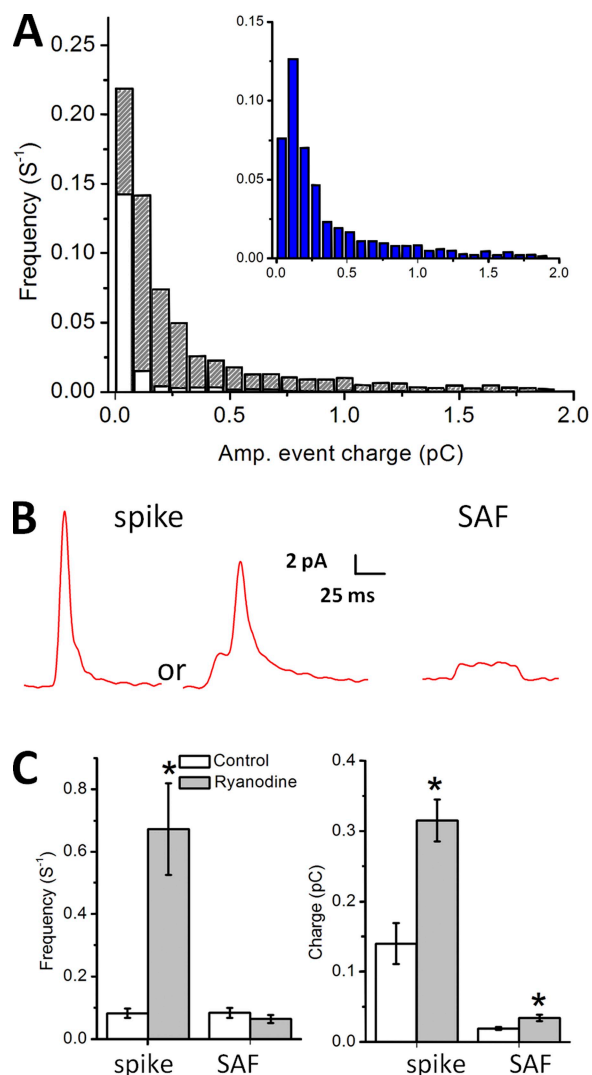 A
Frequency (S⁻¹)
0.25
0.20
0.15
0.10
0.05
0.00
0.0 0.5 1.0 1.5 2.0
Amp. event charge (pC)
0.15
0.10
0.05
0.00
0.0 0.5 1.0 1.5 2.0
B
spike
SAF
2 pA
25 ms
or
C
Frequency (S⁻¹)
0.8
0.6
0.4
0.2
0.0
Control
Ryanodine
*
spike SAF
Charge (pC)
0.4
0.3
0.1
0.0
*
*
spike SAF